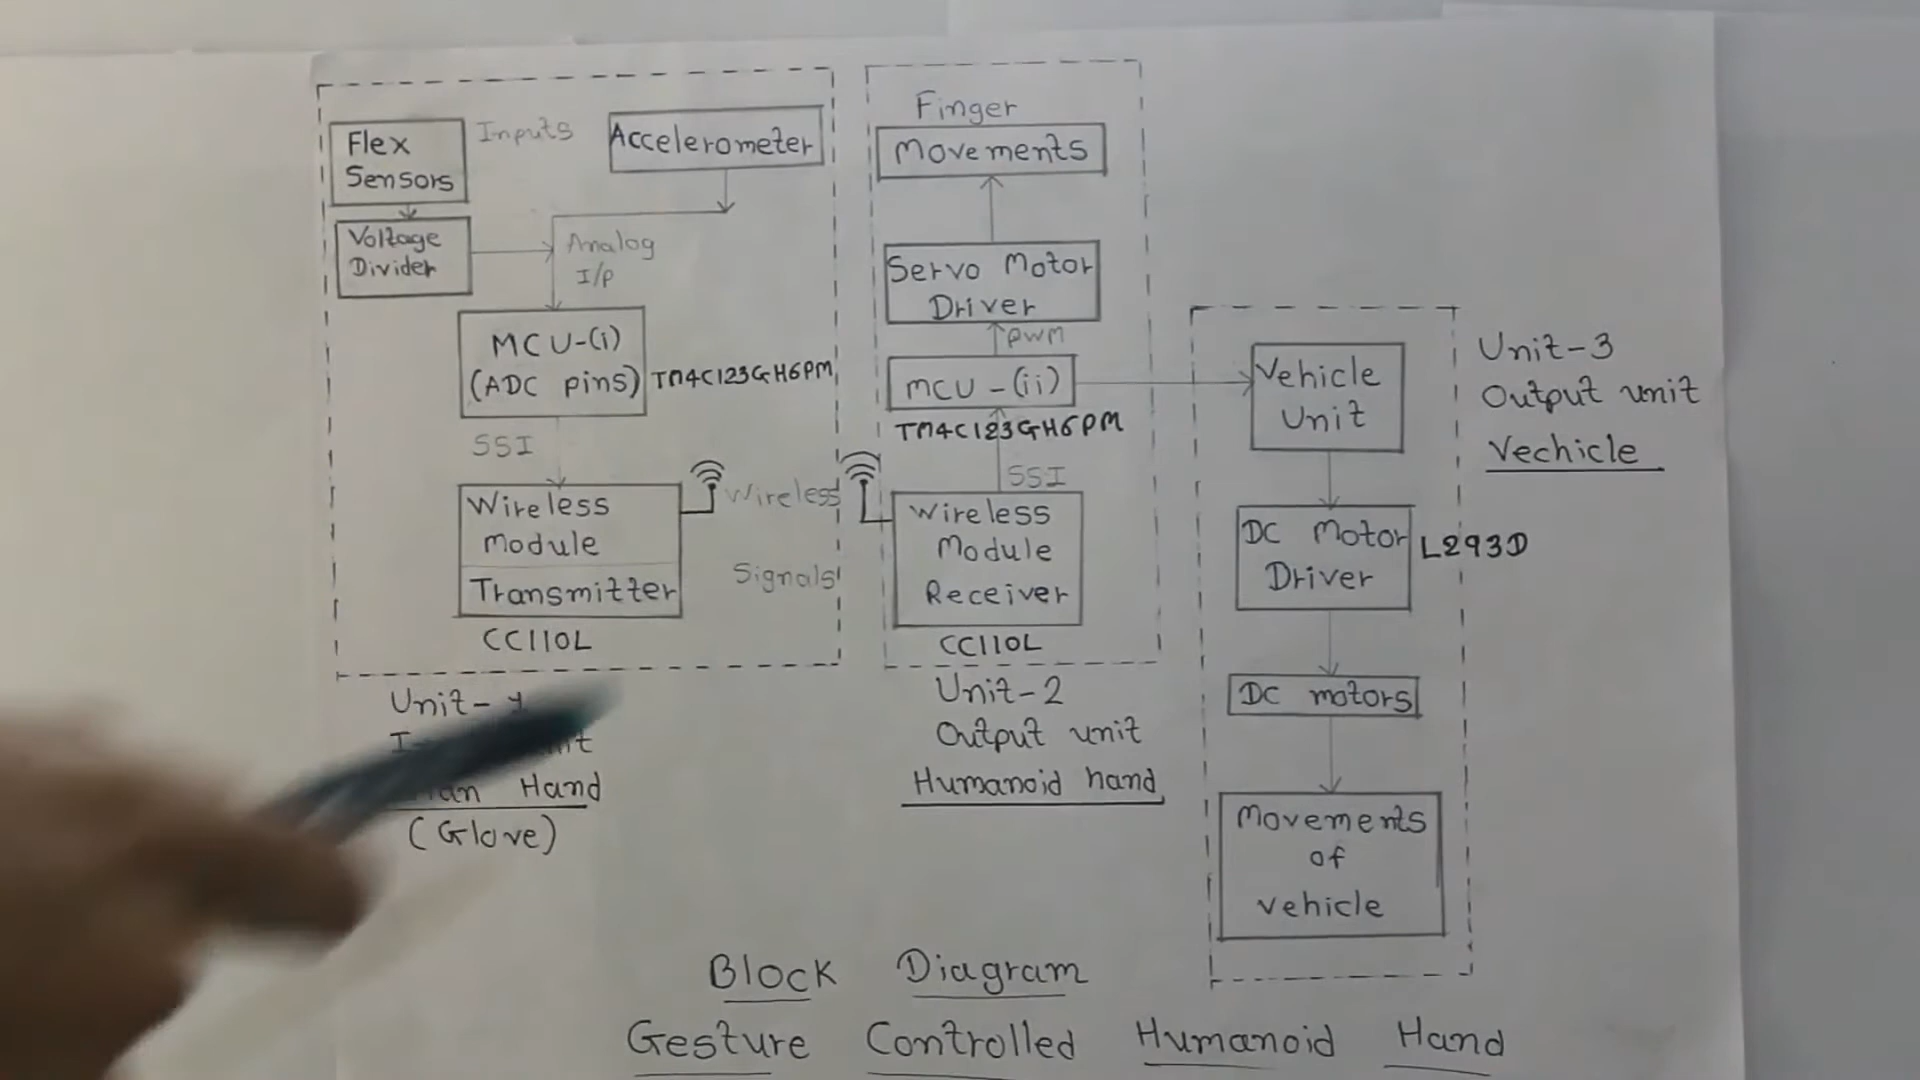 Flex
Sensors
Inputs
Accelerometer
Voltage
Divider
Analog
I/P
MCU-(i)
(ADC pins)
TM4C123GH6PM
SSI
Wireless
Module
Transmitter
CC110L
Wireless
Signals
Unit-
Hand
(Glove)
Finger
Movements
Servo Motor
Driver
PWM
MCU-(ii)
TM4C123GH6PM
SSI
Wireless
Module
Receiver
CC110L
Unit-2
Output unit
Humanoid hand
Vehicle
Unit
DC Motor
Driver
L293D
DC motors
Movements
of
vehicle
Unit-3
Output unit
Vechicle
Block Diagram
Gesture Controlled Humanoid Hand